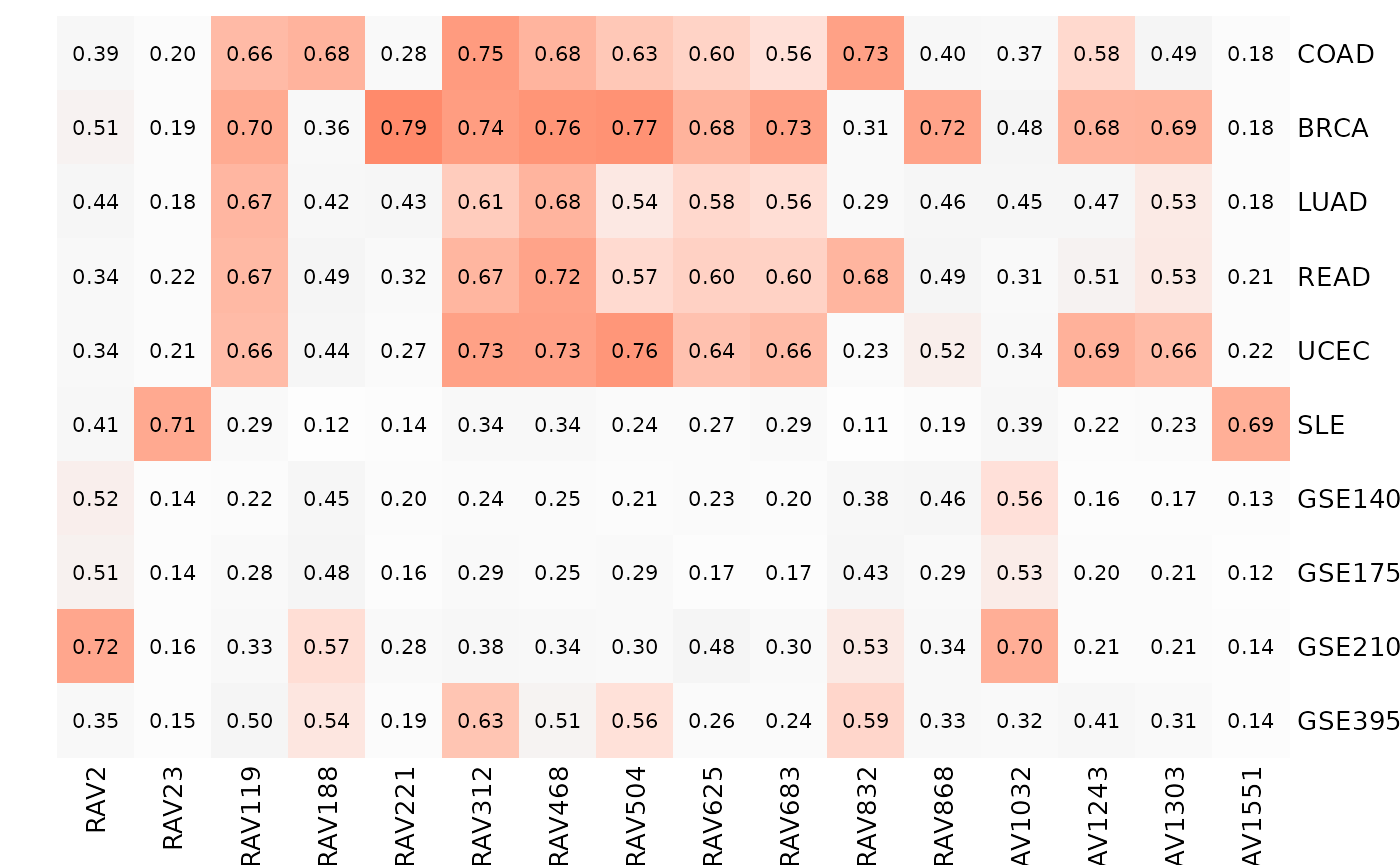 0.39 0.20 0.66 0.68 0.28 0.75 0.68 0.63 0.60 0.56 0.73 0.40 0.37 0.58 0.49 0.18 COAD
0.51 0.19 0.70 0.36 0.79 0.74 0.76 0.77 0.68 0.73 0.31 0.72 0.48 0.68 0.69 0.18 BRCA
0.44 0.18 0.67 0.42 0.43 0.61 0.68 0.54 0.58 0.56 0.29 0.46 0.45 0.47 0.53 0.18 LUAD
0.34 0.22 0.67 0.49 0.32 0.67 0.72 0.57 0.60 0.60 0.68 0.49 0.31 0.51 0.53 0.21 READ
0.34 0.21 0.66 0.44 0.27 0.73 0.73 0.76 0.64 0.66 0.23 0.52 0.34 0.69 0.66 0.22 UCEC
0.41 0.71 0.29 0.12 0.14 0.34 0.34 0.24 0.27 0.29 0.11 0.19 0.39 0.22 0.23 0.69 SLE
0.52 0.14 0.22 0.45 0.20 0.24 0.25 0.21 0.23 0.20 0.38 0.46 0.56 0.16 0.17 0.13 GSE140
0.51 0.14 0.28 0.48 0.16 0.29 0.25 0.29 0.17 0.17 0.43 0.29 0.53 0.20 0.21 0.12 GSE175
0.72 0.16 0.33 0.57 0.28 0.38 0.34 0.30 0.48 0.30 0.53 0.34 0.70 0.21 0.21 0.14 GSE210
0.35 0.15 0.50 0.54 0.19 0.63 0.51 0.56 0.26 0.24 0.59 0.33 0.32 0.41 0.31 0.14 GSE395
RAV2 RAV23 RAV119 RAV188 RAV221 RAV312 RAV468 RAV504 RAV625 RAV683 RAV832 RAV868 AV1032 AV1243 AV1303 AV1551